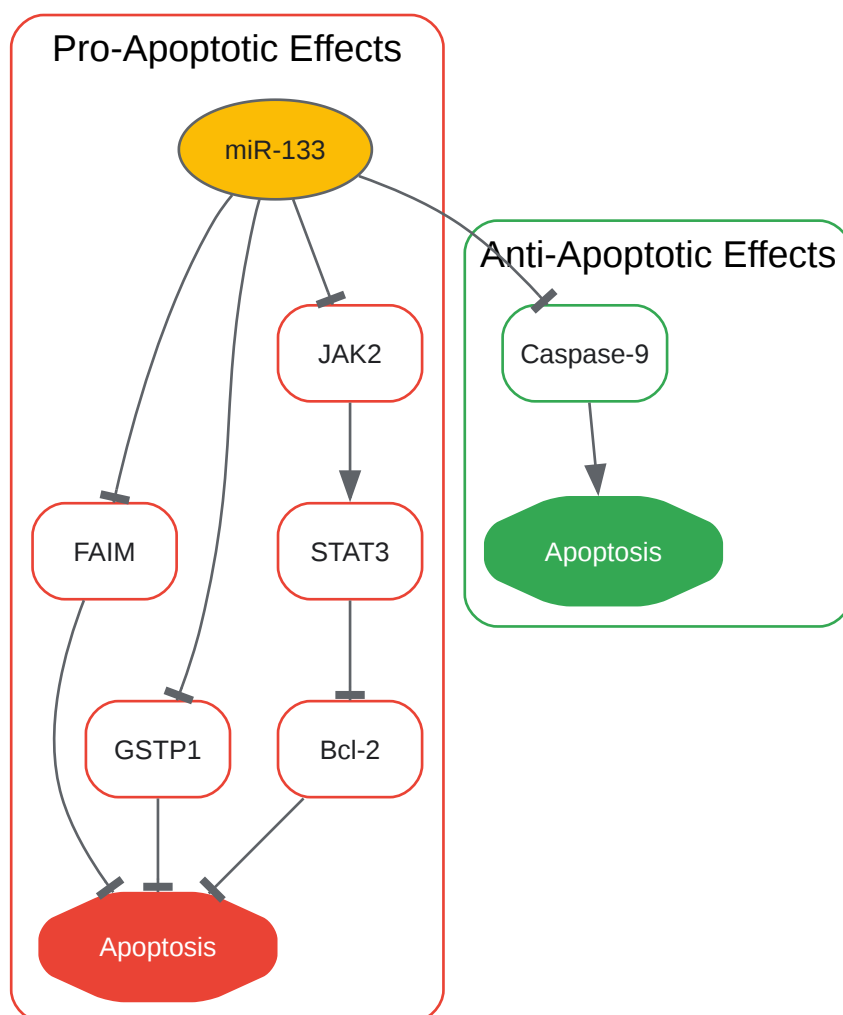 Pro-Apoptotic Effects
miR-133
Anti-Apoptotic Effects
JAK2
Caspase-9
FAIM
STAT3
Apoptosis
GSTP1
Bcl-2
Apoptosis